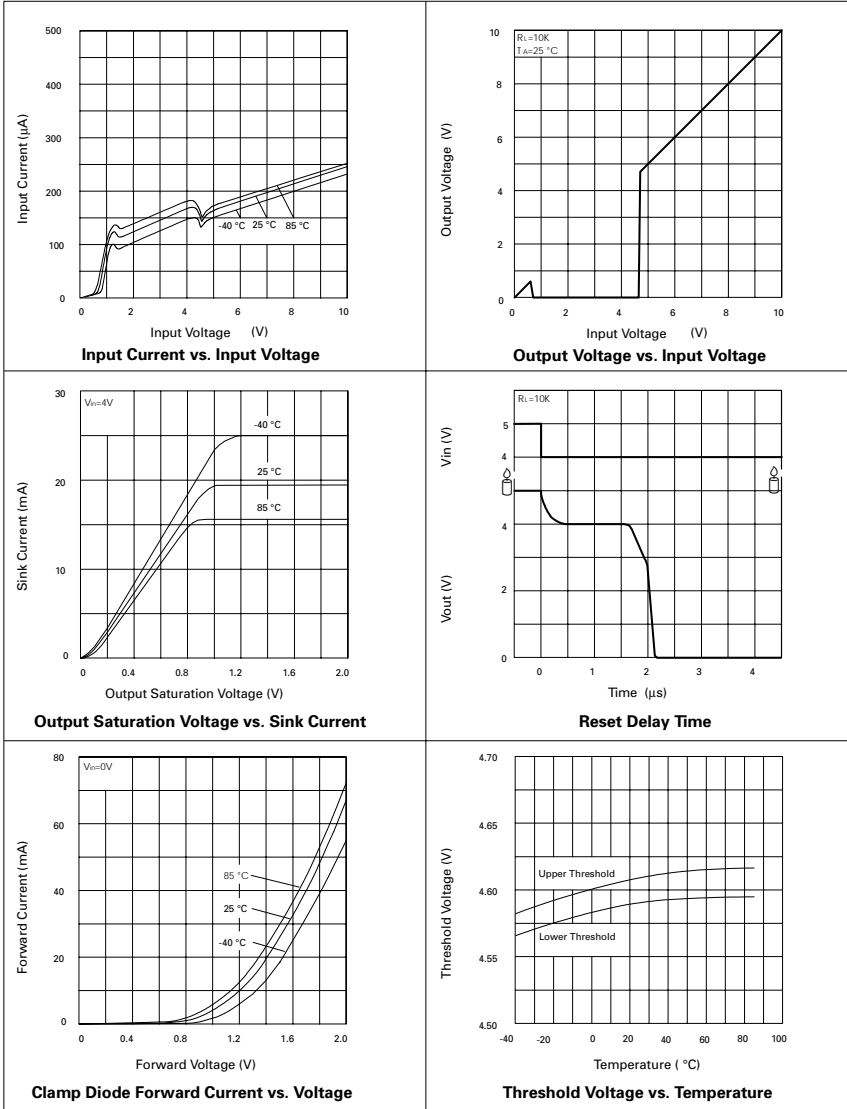 500
400
300
200
100
0
Input Current (µA)
-40 °C 25 °C 85 °C
0 2 4 6 8 10
Input Voltage (V)
Input Current vs. Input Voltage
RL=10K
TA=25 °C
10
8
6
4
2
0
Output Voltage (V)
0 2 4 6 8 10
Input Voltage (V)
Output Voltage vs. Input Voltage
Vin=4V
30
20
10
0
Sink Current (mA)
-40 °C
25 °C
85 °C
0 0.4 0.8 1.2 1.6 2.0
Output Saturation Voltage (V)
Output Saturation Voltage vs. Sink Current
RL=10K
Vin (V)
5
4
Vout (V)
4
2
0
0 1 2 3 4
Time (µs)
Reset Delay Time
Vin=0V
80
60
40
20
0
Forward Current (mA)
85 °C
25 °C
-40 °C
0 0.4 0.8 1.2 1.6 2.0
Forward Voltage (V)
Clamp Diode Forward Current vs. Voltage
4.70
4.65
4.60
4.55
4.50
Threshold Voltage (V)
Upper Threshold
Lower Threshold
-40 -20 0 20 40 60 80 100
Temperature ( °C)
Threshold Voltage vs. Temperature